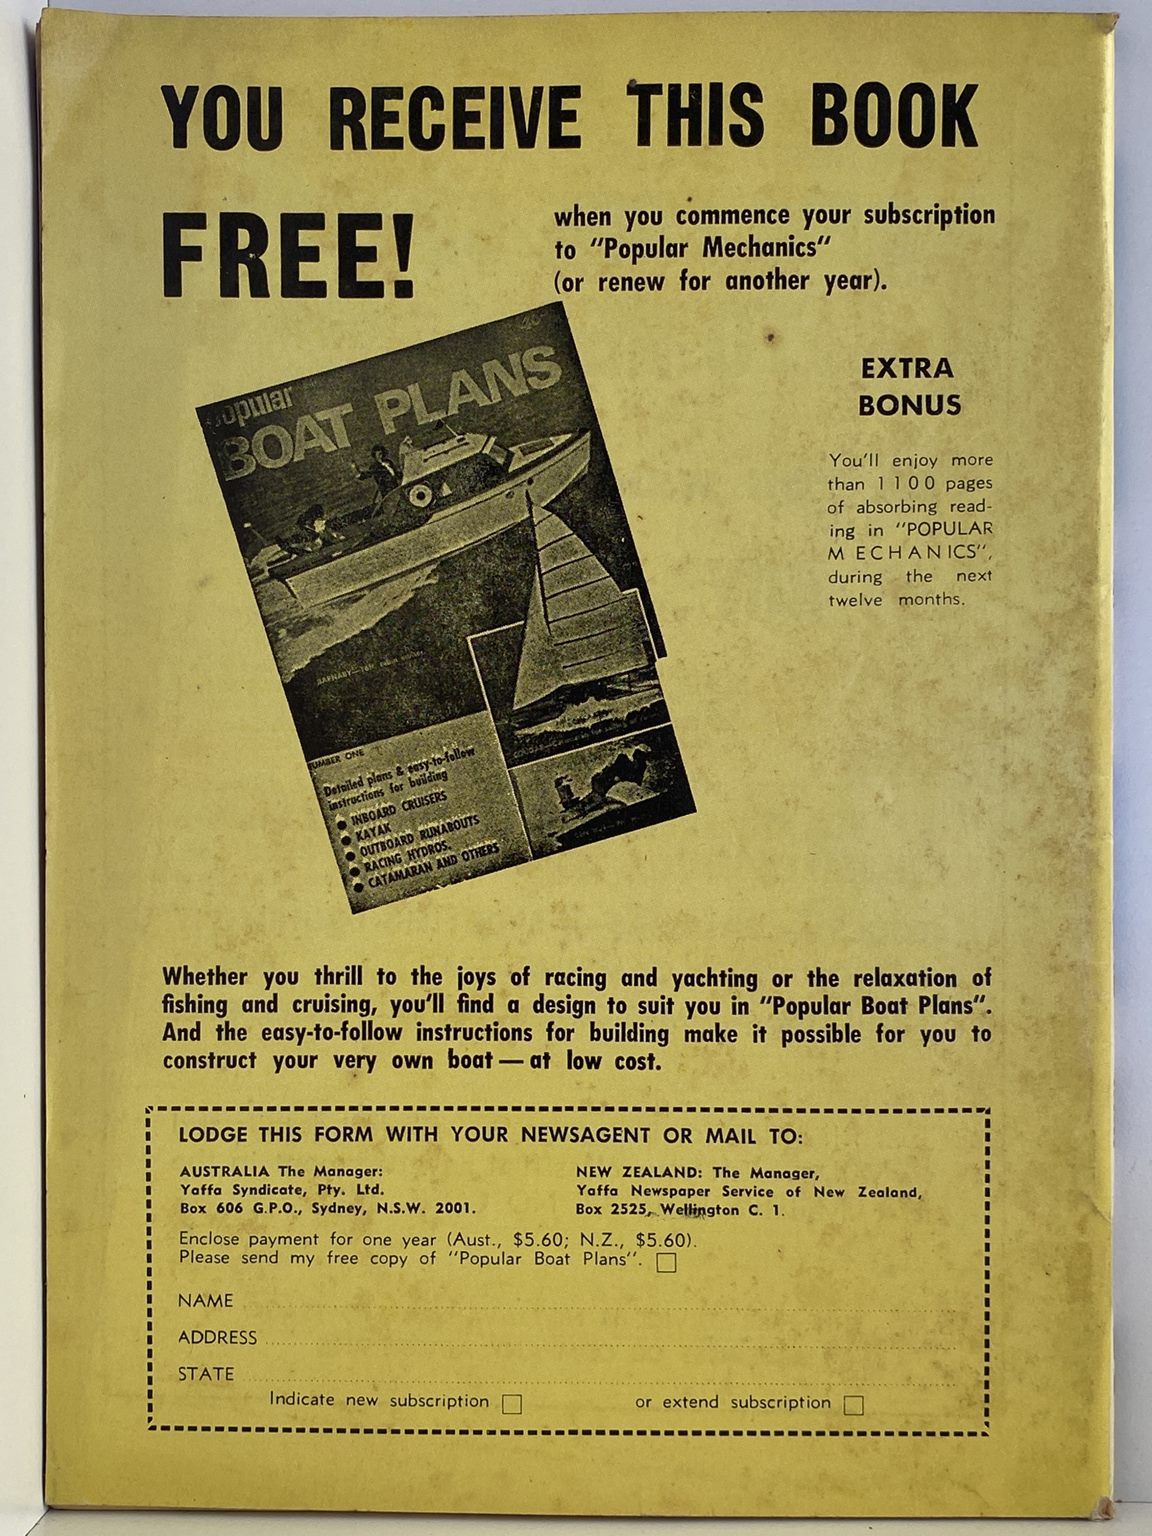 YOU RECEIVE THIS BOOK
FREE!
when you commence your subscription
to "Popular Mechanics"
(or renew for another year).
Popular
BOAT PLANS
NUMBER ONE
Detailed plans & easy-to-follow
instructions for building
● INBOARD CRUISERS
● KAYAK
● OUTBOARD RUNABOUTS
● RACING HYDROS
● CATAMARAN AND OTHERS
EXTRA
BONUS
You'll enjoy more
than 1100 pages
of absorbing read-
ing in "POPULAR
MECHANICS",
during the next
twelve months.
Whether you thrill to the joys of racing and yachting or the relaxation of
fishing and cruising, you'll find a design to suit you in "Popular Boat Plans".
And the easy-to-follow instructions for building make it possible for you to
construct your very own boat — at low cost.
LODGE THIS FORM WITH YOUR NEWSAGENT OR MAIL TO:
AUSTRALIA The Manager:
Yaffa Syndicate, Pty. Ltd.
Box 606 G.P.O., Sydney, N.S.W. 2001.
NEW ZEALAND: The Manager,
Yaffa Newspaper Service of New Zealand,
Box 2525, Wellington C. 1.
Enclose payment for one year (Aust., $5.60; N.Z., $5.60).
Please send my free copy of "Popular Boat Plans". □
NAME
ADDRESS
STATE
Indicate new subscription □ or extend subscription □